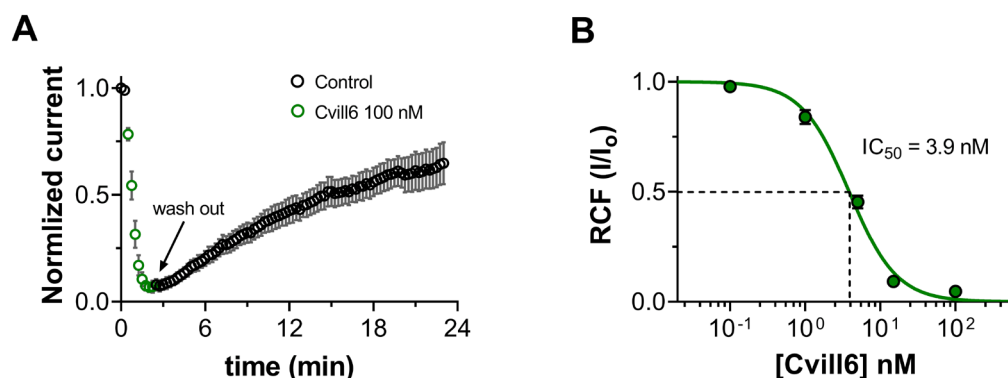 A
Normlized current
1.0
0.5
0.0
0
6
12
18
24
time (min)
Control
Cvill6 100 nM
wash out
B
RCF (I/Io)
1.0
0.5
0.0
10-1
100
101
102
[Cvill6] nM
IC50 = 3.9 nM